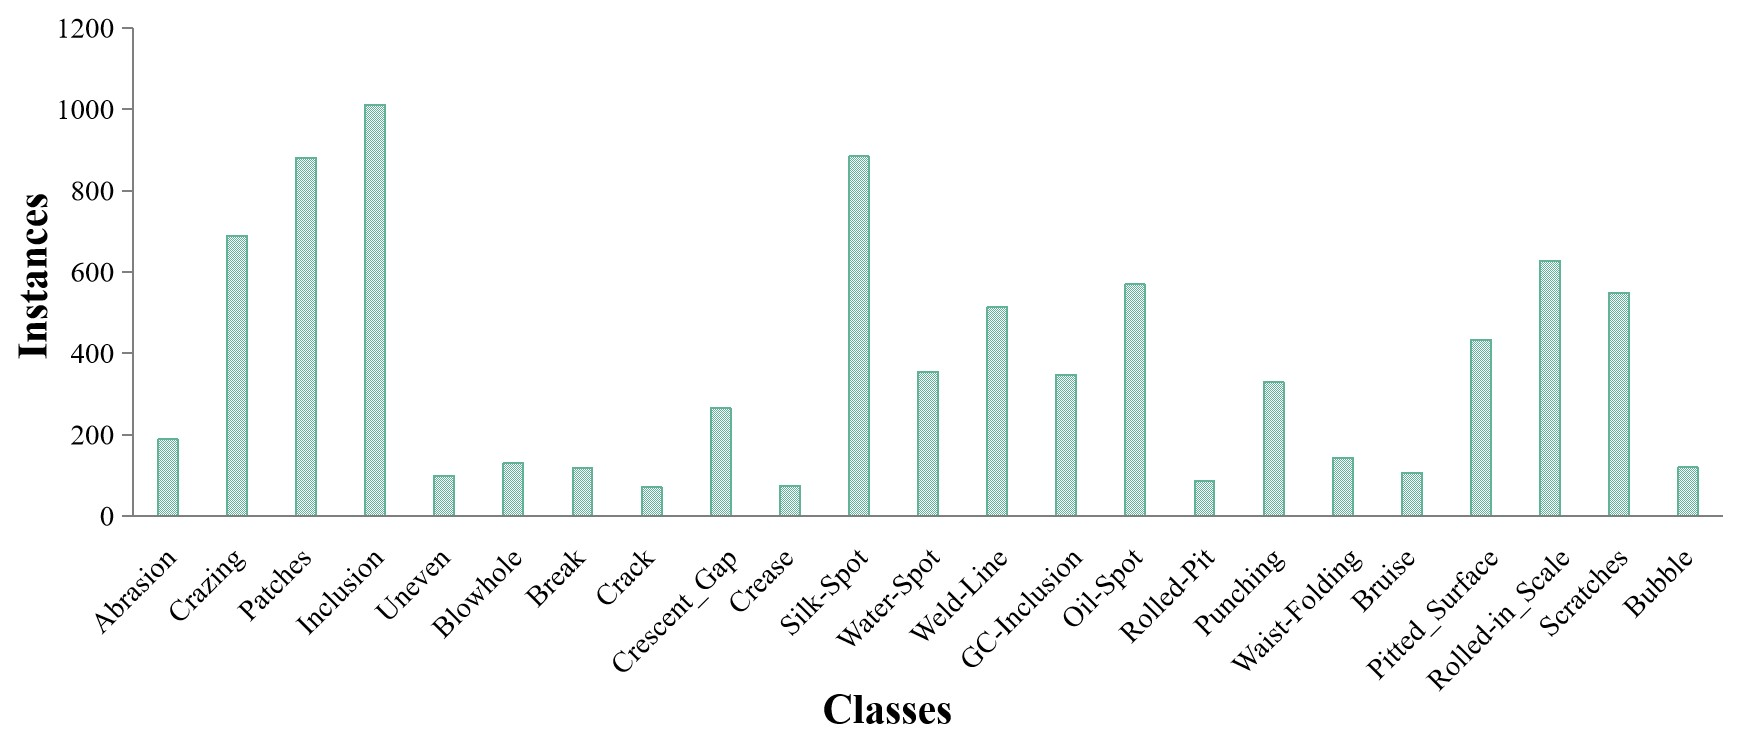 1200
1000
800
600
400
200
0
Instances
Abrasion
Crazing
Patches
Inclusion
Uneven
Blowhole
Break
Crack
Crescent_Gap
Crease
Silk-Spot
Water-Spot
Weld-Line
GC-Inclusion
Oil-Spot
Rolled-Pit
Punching
Waist-Folding
Bruise
Pitted_Surface
Rolled-in_Scale
Scratches
Bubble
Classes